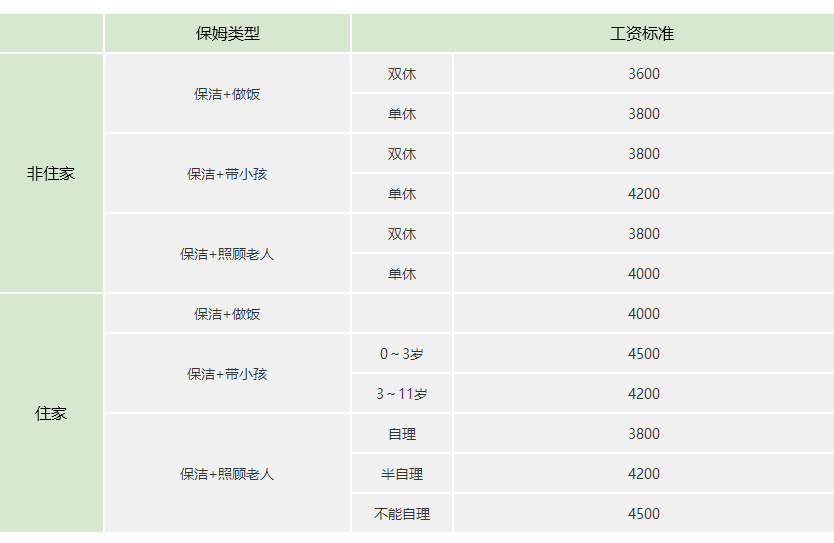 保姆类型 工资标准
非住家 保洁+做饭 双休 3600
单休 3800
保洁+带小孩 双休 3800
单休 4200
保洁+照顾老人 双休 3800
单休 4000
住家 保洁+做饭 4000
保洁+带小孩 0～3岁 4500
3～11岁 4200
保洁+照顾老人 自理 3800
半自理 4200
不能自理 4500